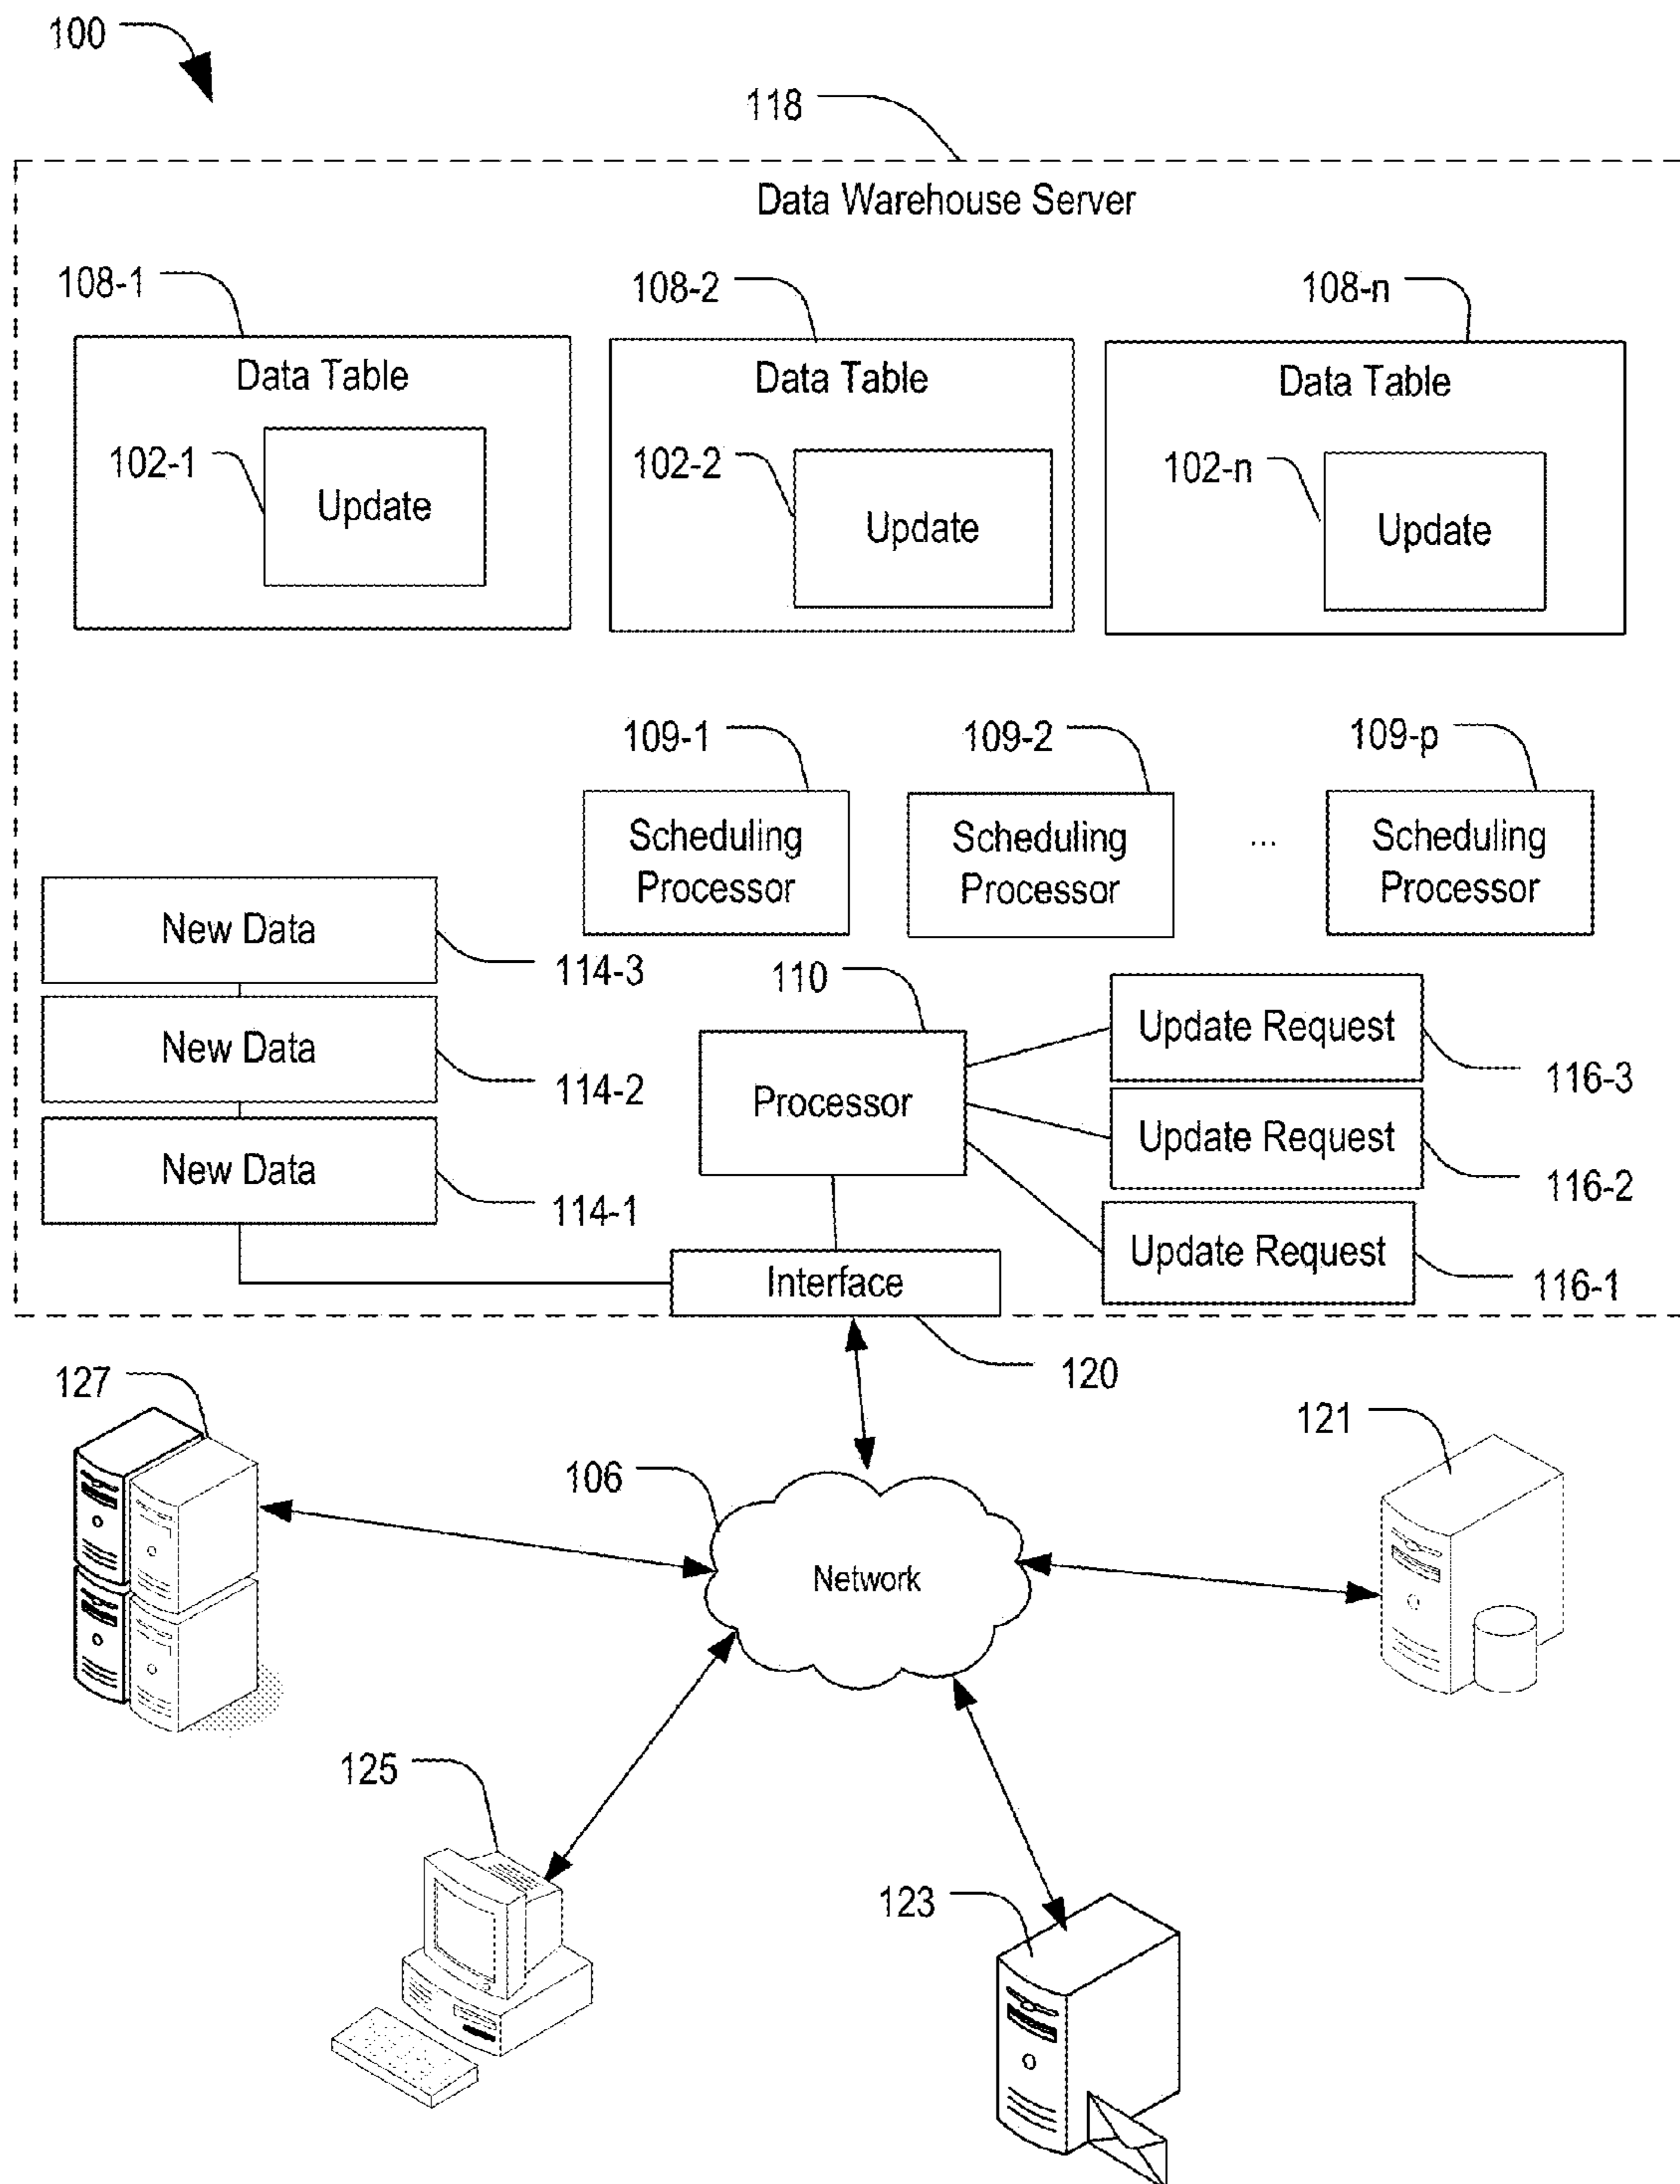 100
118
Data Warehouse Server
108-1
108-2
108-n
Data Table
Data Table
Data Table
102-1
102-2
102-n
Update
Update
Update
109-1
109-2
109-p
Scheduling
Processor
Scheduling
Processor
...
Scheduling
Processor
New Data
114-3
New Data
114-2
New Data
114-1
110
Processor
Update Request
116-3
Update Request
116-2
Update Request
116-1
Interface
120
127
121
106
Network
125
123